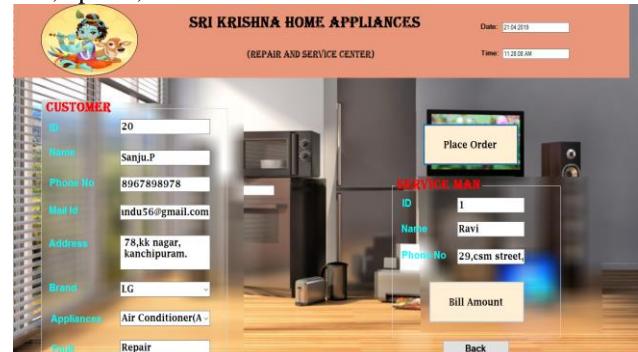 SRI KRISHNA HOME APPLIANCES
(REPAIR AND SERVICE CENTER)
Date: 21.04.2019
Time: 11:28:08 AM
CUSTOMER
ID 20
Name Sanju.P
Phone No 8967898978
Mail Id ındu56@gmail.com
Address 78,kk nagar,
kanchipuram.
Brand LG
Appliances Air Conditioner(A
Repair
Place Order
SERVICE MAN
ID 1
Name Ravi
Phone No 29,csm street,
Bill Amount
Back